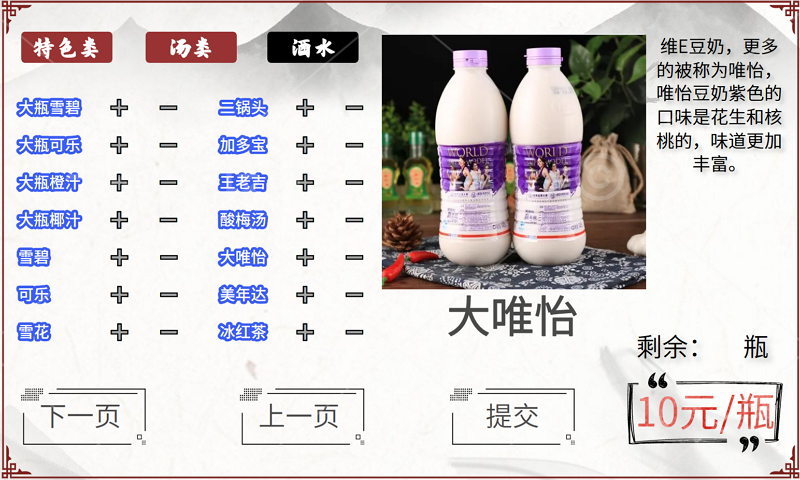 特色类
汤类
酒水
大瓶雪碧
二锅头
大瓶可乐
加多宝
大瓶橙汁
王老吉
大瓶椰汁
酸梅汤
雪碧
大唯怡
可乐
美年达
雪花
冰红茶
WORLD
WORLD
大唯怡
维E豆奶，更多
的被称为唯怡，
唯怡豆奶紫色的
口味是花生和核
桃的，味道更加
丰富。
剩余：
瓶
10元/瓶
下一页
上一页
提交